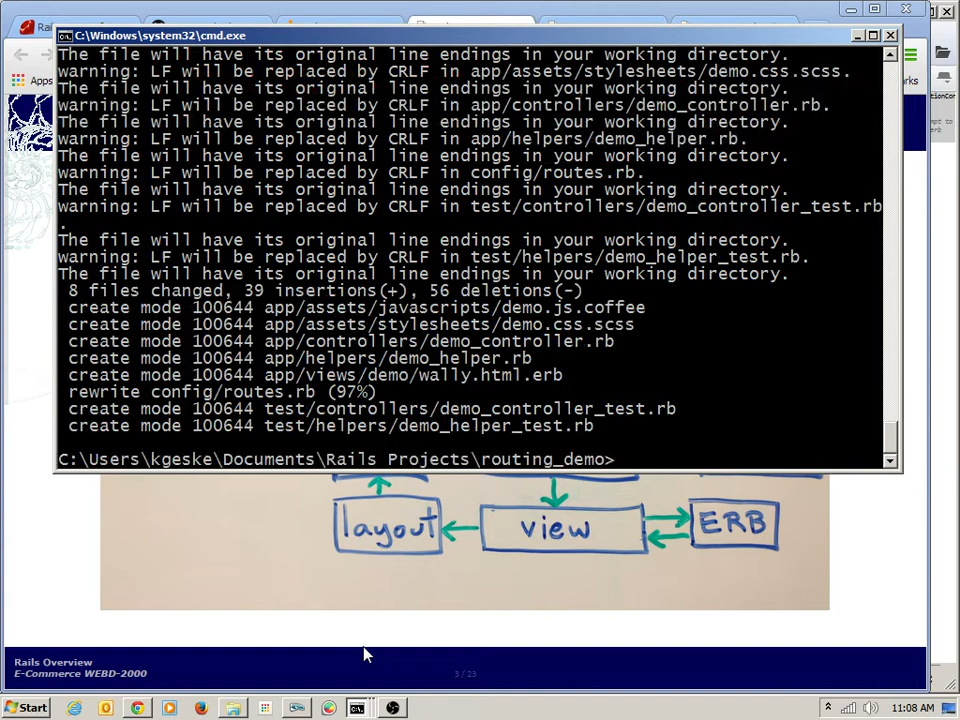 Rai
C:\Windows\system32\cmd.exe
The file will have its original line endings in your working directory.
warning: LF will be replaced by CRLF in app/assets/stylesheets/demo.css.scss.
The file will have its original line endings in your working directory.
warning: LF will be replaced by CRLF in app/controllers/demo_controller.rb.
The file will have its original line endings in your working directory.
warning: LF will be replaced by CRLF in app/helpers/demo_helper.rb.
The file will have its original line endings in your working directory.
warning: LF will be replaced by CRLF in config/routes.rb.
The file will have its original line endings in your working directory.
warning: LF will be replaced by CRLF in test/controllers/demo_controller_test.rb
.
The file will have its original line endings in your working directory.
warning: LF will be replaced by CRLF in test/helpers/demo_helper_test.rb.
The file will have its original line endings in your working directory.
8 files changed, 39 insertions(+), 56 deletions(-)
create mode 100644 app/assets/javascripts/demo.js.coffee
create mode 100644 app/assets/stylesheets/demo.css.scss
create mode 100644 app/controllers/demo_controller.rb
create mode 100644 app/helpers/demo_helper.rb
create mode 100644 app/views/demo/wally.html.erb
rewrite config/routes.rb (97%)
create mode 100644 test/controllers/demo_controller_test.rb
create mode 100644 test/helpers/demo_helper_test.rb
C:\Users\kgeske\Documents\Rails Projects\routing_demo>
Apps
arks
tionCor
mpt to
erb
layout
view
ERB
Rails Overview
E-Commerce WEBD-2000
3 / 23
Start
11:08 AM